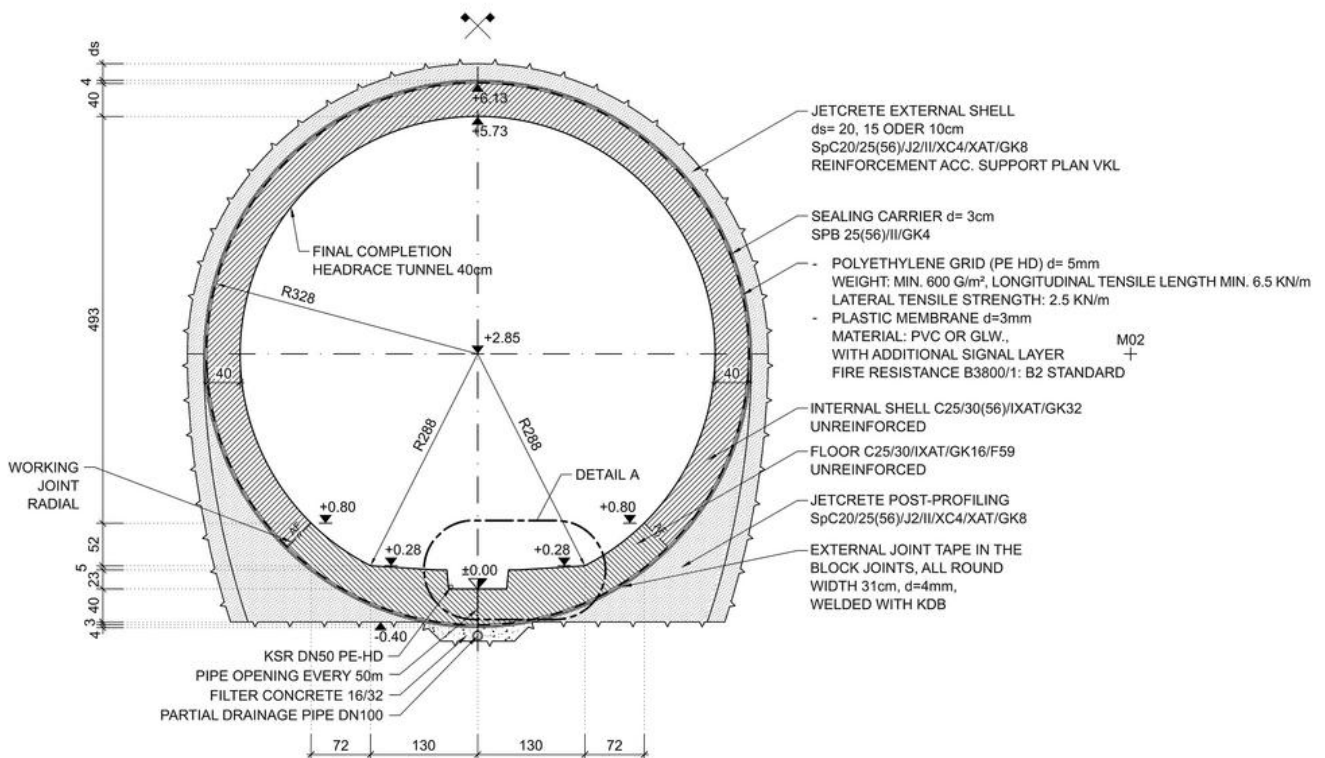 ds
4
40
493
52
5
23
40
3
4
+6.13
+5.73
FINAL COMPLETION
HEADRACE TUNNEL 40cm
R328
+2.85
40
40
R288
R288
WORKING
JOINT
RADIAL
DETAIL A
+0.80
+0.80
AF
AF
+0.28
+0.28
±0.00
-0.40
KSR DN50 PE-HD
PIPE OPENING EVERY 50m
FILTER CONCRETE 16/32
PARTIAL DRAINAGE PIPE DN100
72
130
130
72
JETCRETE EXTERNAL SHELL
ds= 20, 15 ODER 10cm
SpC20/25(56)/J2/II/XC4/XAT/GK8
REINFORCEMENT ACC. SUPPORT PLAN VKL
SEALING CARRIER d= 3cm
SPB 25(56)/II/GK4
- POLYETHYLENE GRID (PE HD) d= 5mm
WEIGHT: MIN. 600 G/m², LONGITUDINAL TENSILE LENGTH MIN. 6.5 KN/m
LATERAL TENSILE STRENGTH: 2.5 KN/m
- PLASTIC MEMBRANE d=3mm
MATERIAL: PVC OR GLW.,
WITH ADDITIONAL SIGNAL LAYER
FIRE RESISTANCE B3800/1: B2 STANDARD
M02
INTERNAL SHELL C25/30(56)/IXAT/GK32
UNREINFORCED
FLOOR C25/30/IXAT/GK16/F59
UNREINFORCED
JETCRETE POST-PROFILING
SpC20/25(56)/J2/II/XC4/XAT/GK8
EXTERNAL JOINT TAPE IN THE
BLOCK JOINTS, ALL ROUND
WIDTH 31cm, d=4mm,
WELDED WITH KDB